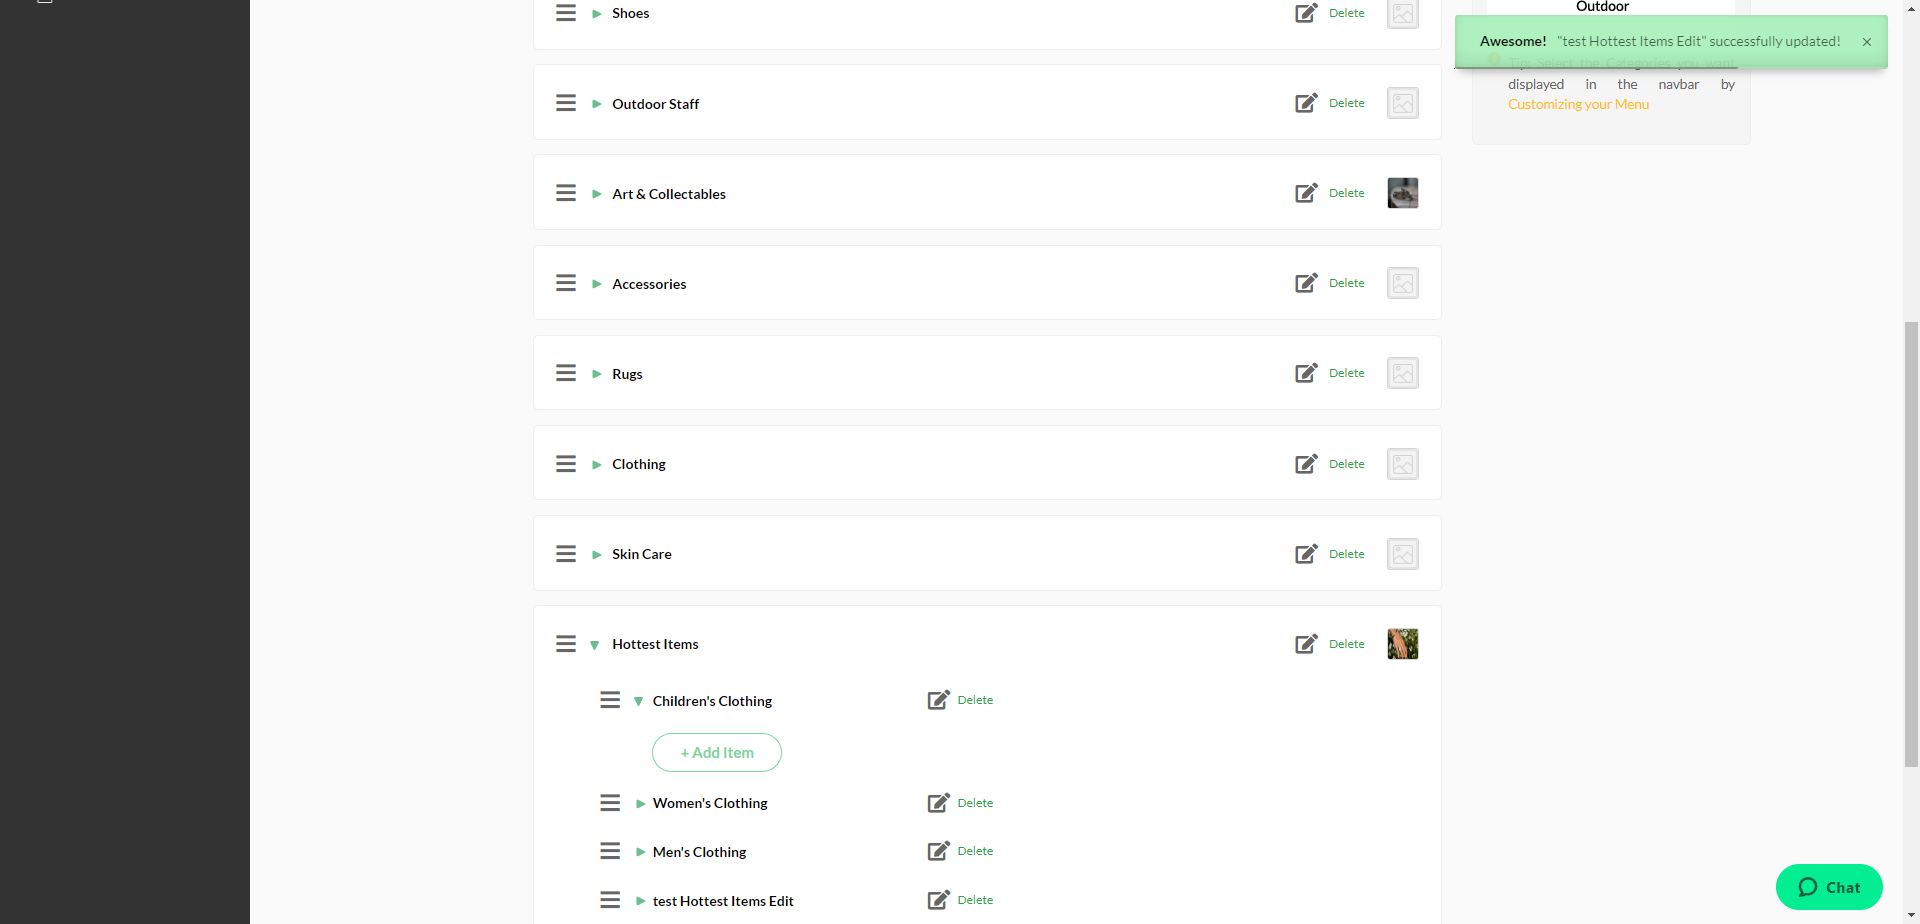 Shoes
Delete
Outdoor
Awesome! "test Hottest Items Edit" successfully updated! ×
Tip: Select the Categories you want
displayed in the navbar by
Customizing your Menu
Outdoor Staff
Delete
Art & Collectables
Delete
Accessories
Delete
Rugs
Delete
Clothing
Delete
Skin Care
Delete
Hottest Items
Delete
Children's Clothing
Delete
+ Add Item
Women's Clothing
Delete
Men's Clothing
Delete
test Hottest Items Edit
Delete
Chat